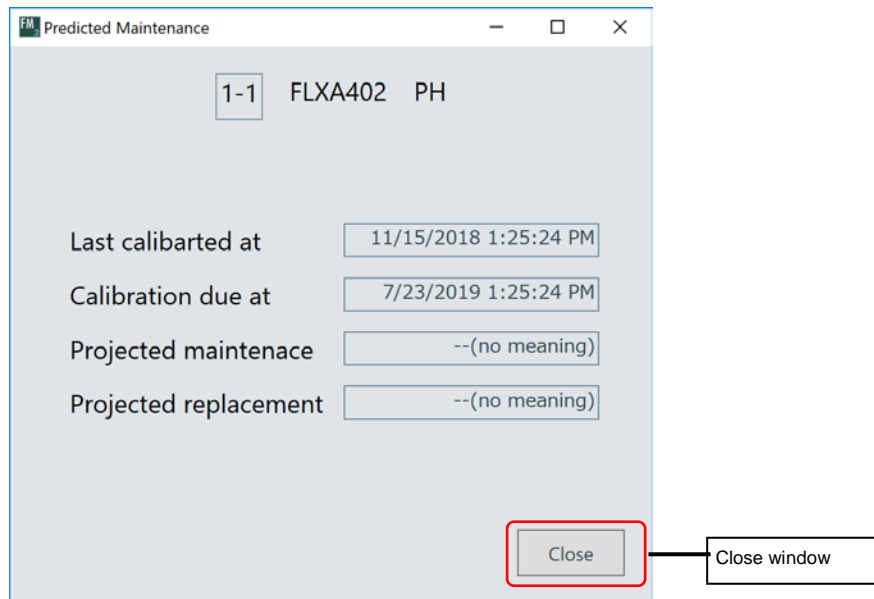 FM 3 Predicted Maintenance
1-1 FLXA402 PH
Last calibarted at 11/15/2018 1:25:24 PM
Calibration due at 7/23/2019 1:25:24 PM
Projected maintenace --(no meaning)
Projected replacement --(no meaning)
Close
Close window